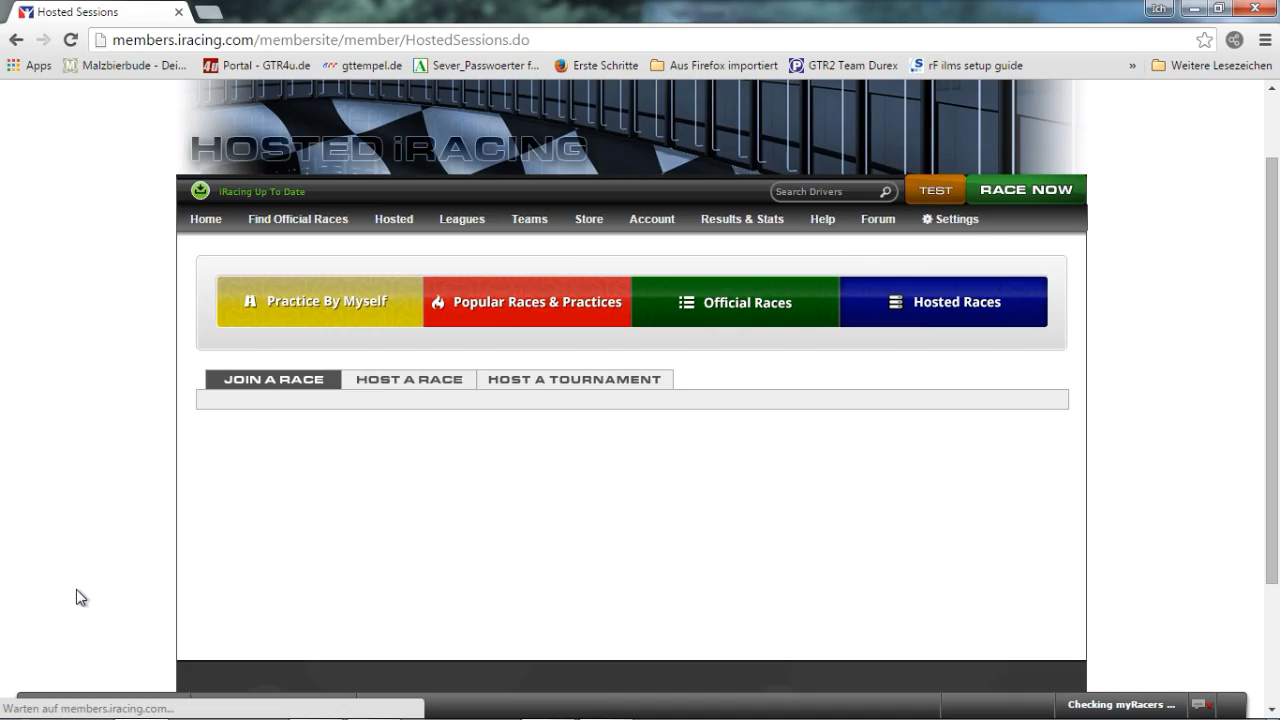 Hosted Sessions
Ich
members.iracing.com/membersite/member/HostedSessions.do
Apps Malzbierbude - Dei... Portal - GTR4u.de gttempel.de Sever_Passwoerter f... Erste Schritte Aus Firefox importiert GTR2 Team Durex rF ilms setup guide » Weitere Lesezeichen
HOSTED iRACING
iRacing Up To Date Search Drivers TEST RACE NOW
Home Find Official Races Hosted Leagues Teams Store Account Results & Stats Help Forum Settings
Practice By Myself Popular Races & Practices Official Races Hosted Races
JOIN A RACE HOST A RACE HOST A TOURNAMENT
Checking myRacers ...
Warten auf members.iracing.com...